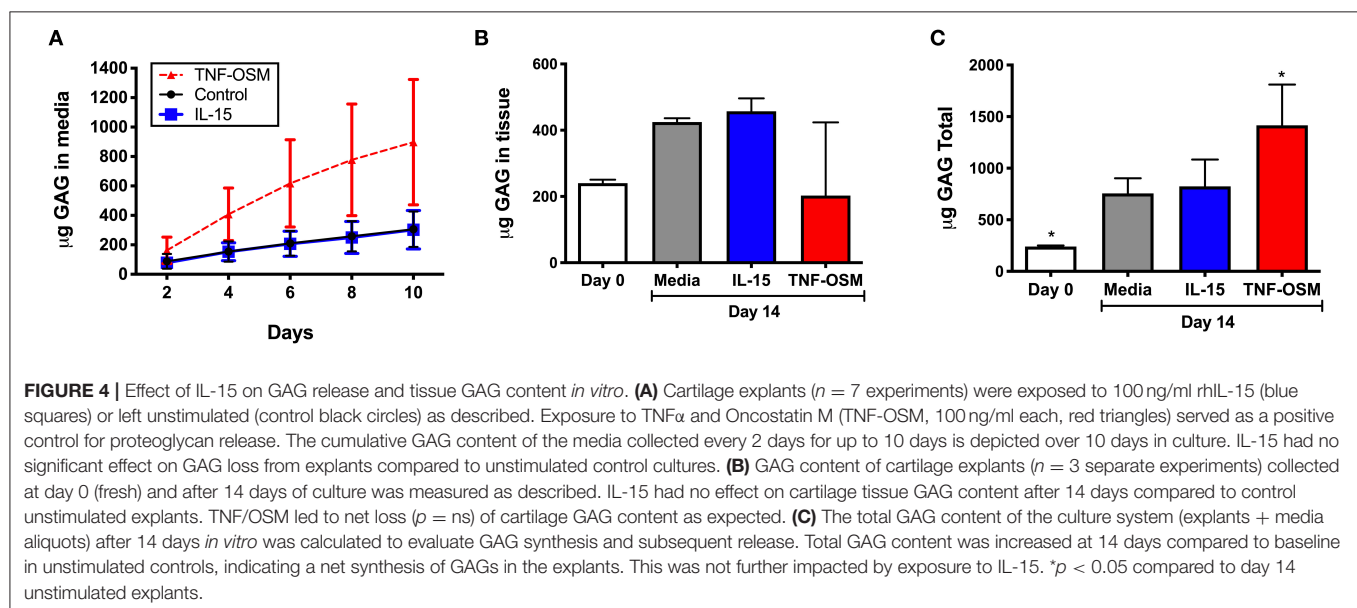 A
B
C
1400
1200
1000
800
600
400
200
0
µg GAG in media
TNF-OSM
Control
IL-15
2 4 6 8 10
Days
600
400
200
0
µg GAG in tissue
Day 0 Media IL-15 TNF-OSM
Day 14
2000
1500
1000
500
0
µg GAG Total
*
*
Day 0 Media IL-15 TNF-OSM
Day 14
FIGURE 4 | Effect of IL-15 on GAG release and tissue GAG content in vitro. (A) Cartilage explants (n = 7 experiments) were exposed to 100 ng/ml rhIL-15 (blue
squares) or left unstimulated (control black circles) as described. Exposure to TNFα and Oncostatin M (TNF-OSM, 100 ng/ml each, red triangles) served as a positive
control for proteoglycan release. The cumulative GAG content of the media collected every 2 days for up to 10 days is depicted over 10 days in culture. IL-15 had no
significant effect on GAG loss from explants compared to unstimulated control cultures. (B) GAG content of cartilage explants (n = 3 separate experiments) collected
at day 0 (fresh) and after 14 days of culture was measured as described. IL-15 had no effect on cartilage tissue GAG content after 14 days compared to control
unstimulated explants. TNF/OSM led to net loss (p = ns) of cartilage GAG content as expected. (C) The total GAG content of the culture system (explants + media
aliquots) after 14 days in vitro was calculated to evaluate GAG synthesis and subsequent release. Total GAG content was increased at 14 days compared to baseline
in unstimulated controls, indicating a net synthesis of GAGs in the explants. This was not further impacted by exposure to IL-15. *p < 0.05 compared to day 14
unstimulated explants.